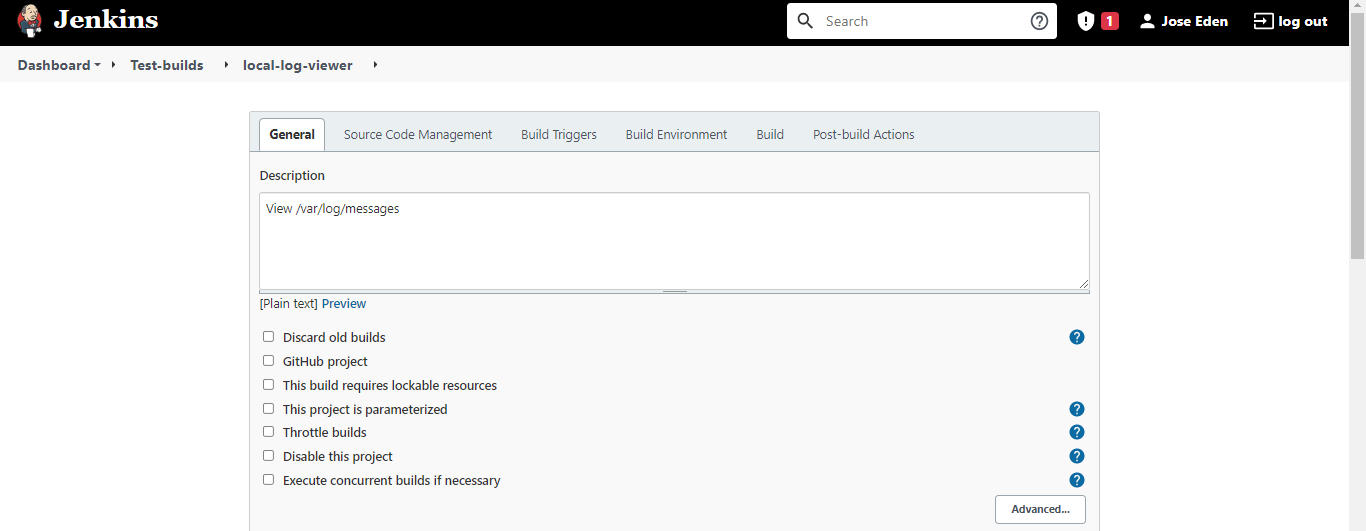 Jenkins Search 1 Jose Eden log out
Dashboard Test-builds local-log-viewer
General Source Code Management Build Triggers Build Environment Build Post-build Actions
Description
View /var/log/messages
[Plain text] Preview
Discard old builds ?
GitHub project
This build requires lockable resources
This project is parameterized ?
Throttle builds ?
Disable this project ?
Execute concurrent builds if necessary ?
Advanced...